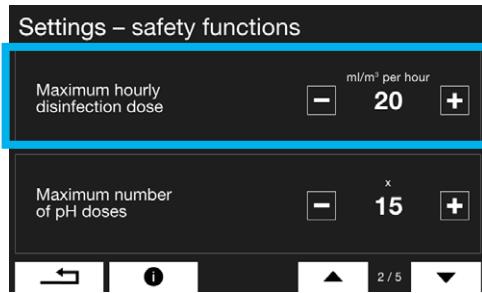 Settings – safety functions
ml/m³ per hour
Maximum hourly
disinfection dose
− 20 +
x
Maximum number
of pH doses
− 15 +
i
2 / 5